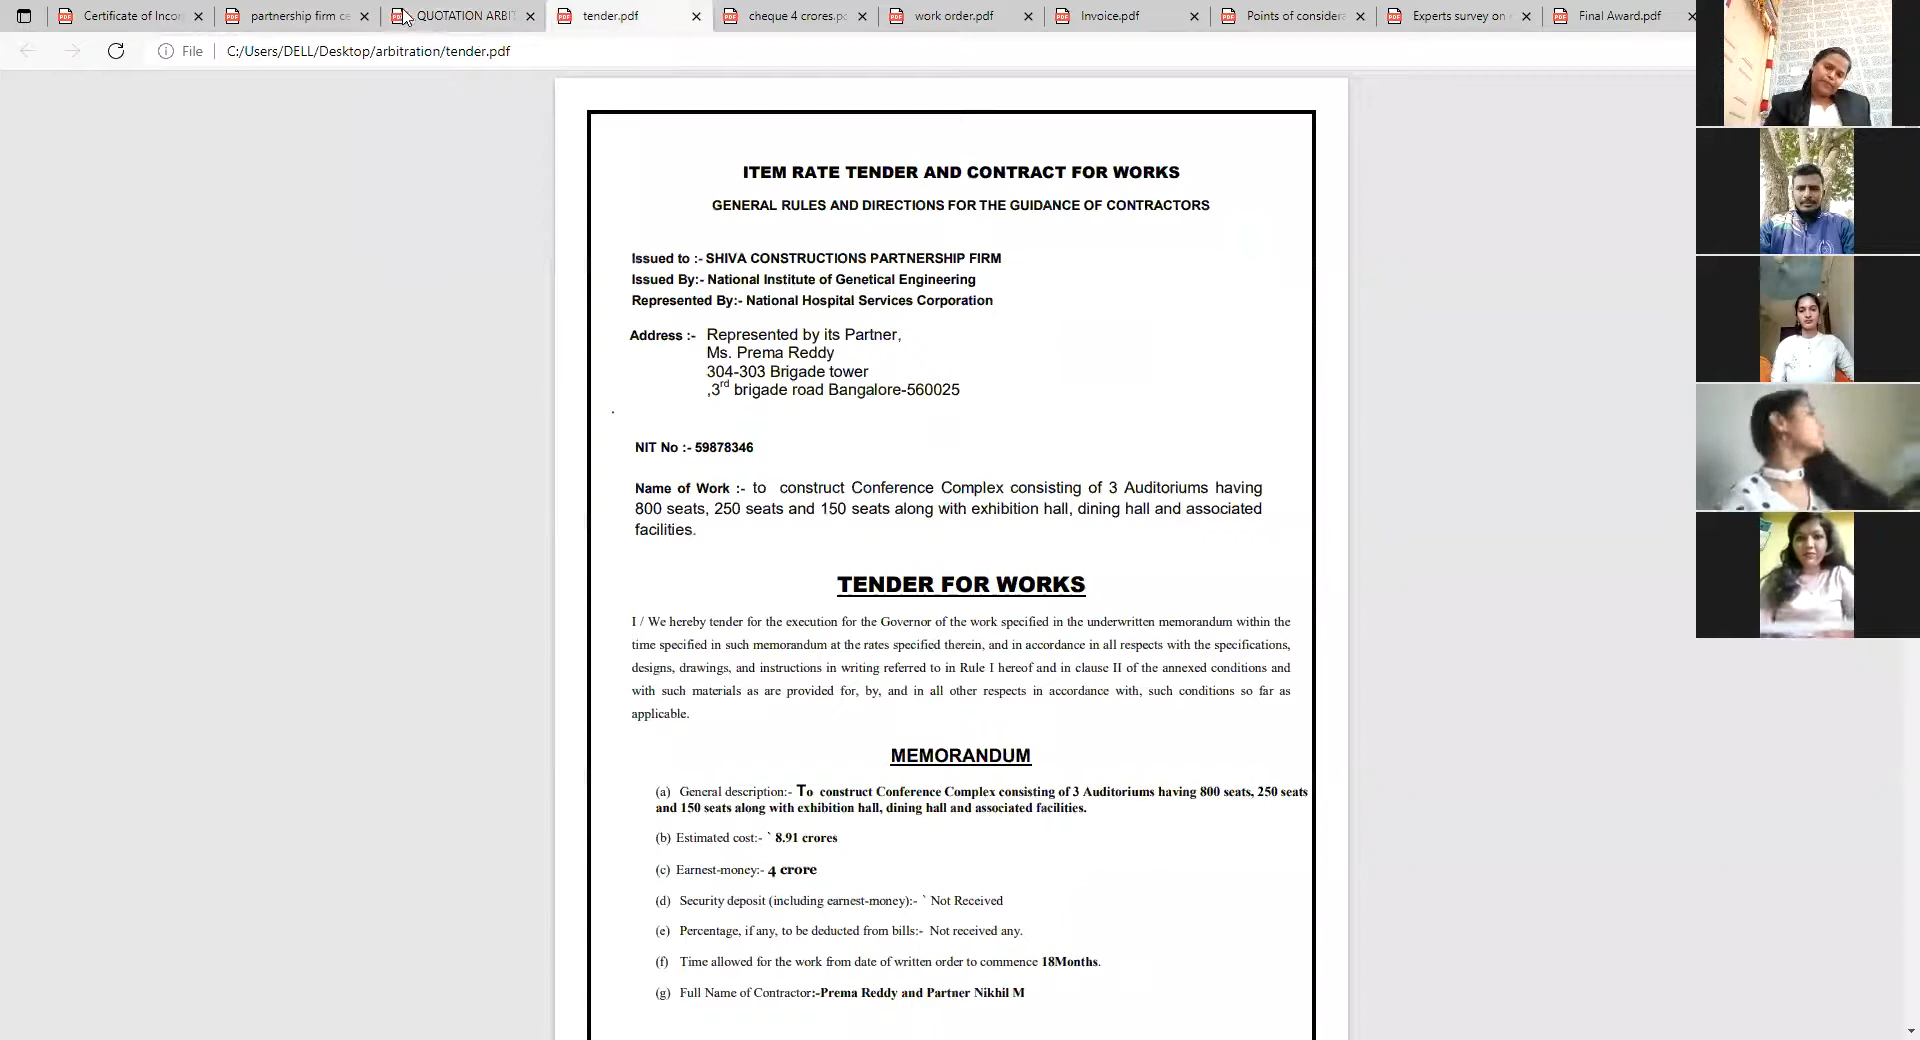 Certificate of Incor
partnership firm ce
QUOTATION ARBIT
tender.pdf
cheque 4 crores.pd
work order.pdf
Invoice.pdf
Points of considera
Experts survey on
Final Award.pdf
File
C:/Users/DELL/Desktop/arbitration/tender.pdf
ITEM RATE TENDER AND CONTRACT FOR WORKS
GENERAL RULES AND DIRECTIONS FOR THE GUIDANCE OF CONTRACTORS
Issued to :- SHIVA CONSTRUCTIONS PARTNERSHIP FIRM
Issued By:- National Institute of Genetical Engineering
Represented By:- National Hospital Services Corporation
Address :- Represented by its Partner,
Ms. Prema Reddy
304-303 Brigade tower
,3rd brigade road Bangalore-560025
.
NIT No :- 59878346
Name of Work :- to construct Conference Complex consisting of 3 Auditoriums having
800 seats, 250 seats and 150 seats along with exhibition hall, dining hall and associated
facilities.
TENDER FOR WORKS
I / We hereby tender for the execution for the Governor of the work specified in the underwritten memorandum within the
time specified in such memorandum at the rates specified therein, and in accordance in all respects with the specifications,
designs, drawings, and instructions in writing referred to in Rule I hereof and in clause II of the annexed conditions and
with such materials as are provided for, by, and in all other respects in accordance with, such conditions so far as
applicable.
MEMORANDUM
(a) General description:- To construct Conference Complex consisting of 3 Auditoriums having 800 seats, 250 seats
and 150 seats along with exhibition hall, dining hall and associated facilities.
(b) Estimated cost:- ` 8.91 crores
(c) Earnest-money:- 4 crore
(d) Security deposit (including earnest-money):- ` Not Received
(e) Percentage, if any, to be deducted from bills:- Not received any.
(f) Time allowed for the work from date of written order to commence 18Months.
(g) Full Name of Contractor:-Prema Reddy and Partner Nikhil M